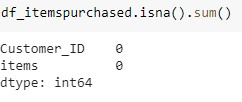 df_itemspurchased.isna().sum()
Customer_ID    0
items          0
dtype: int64